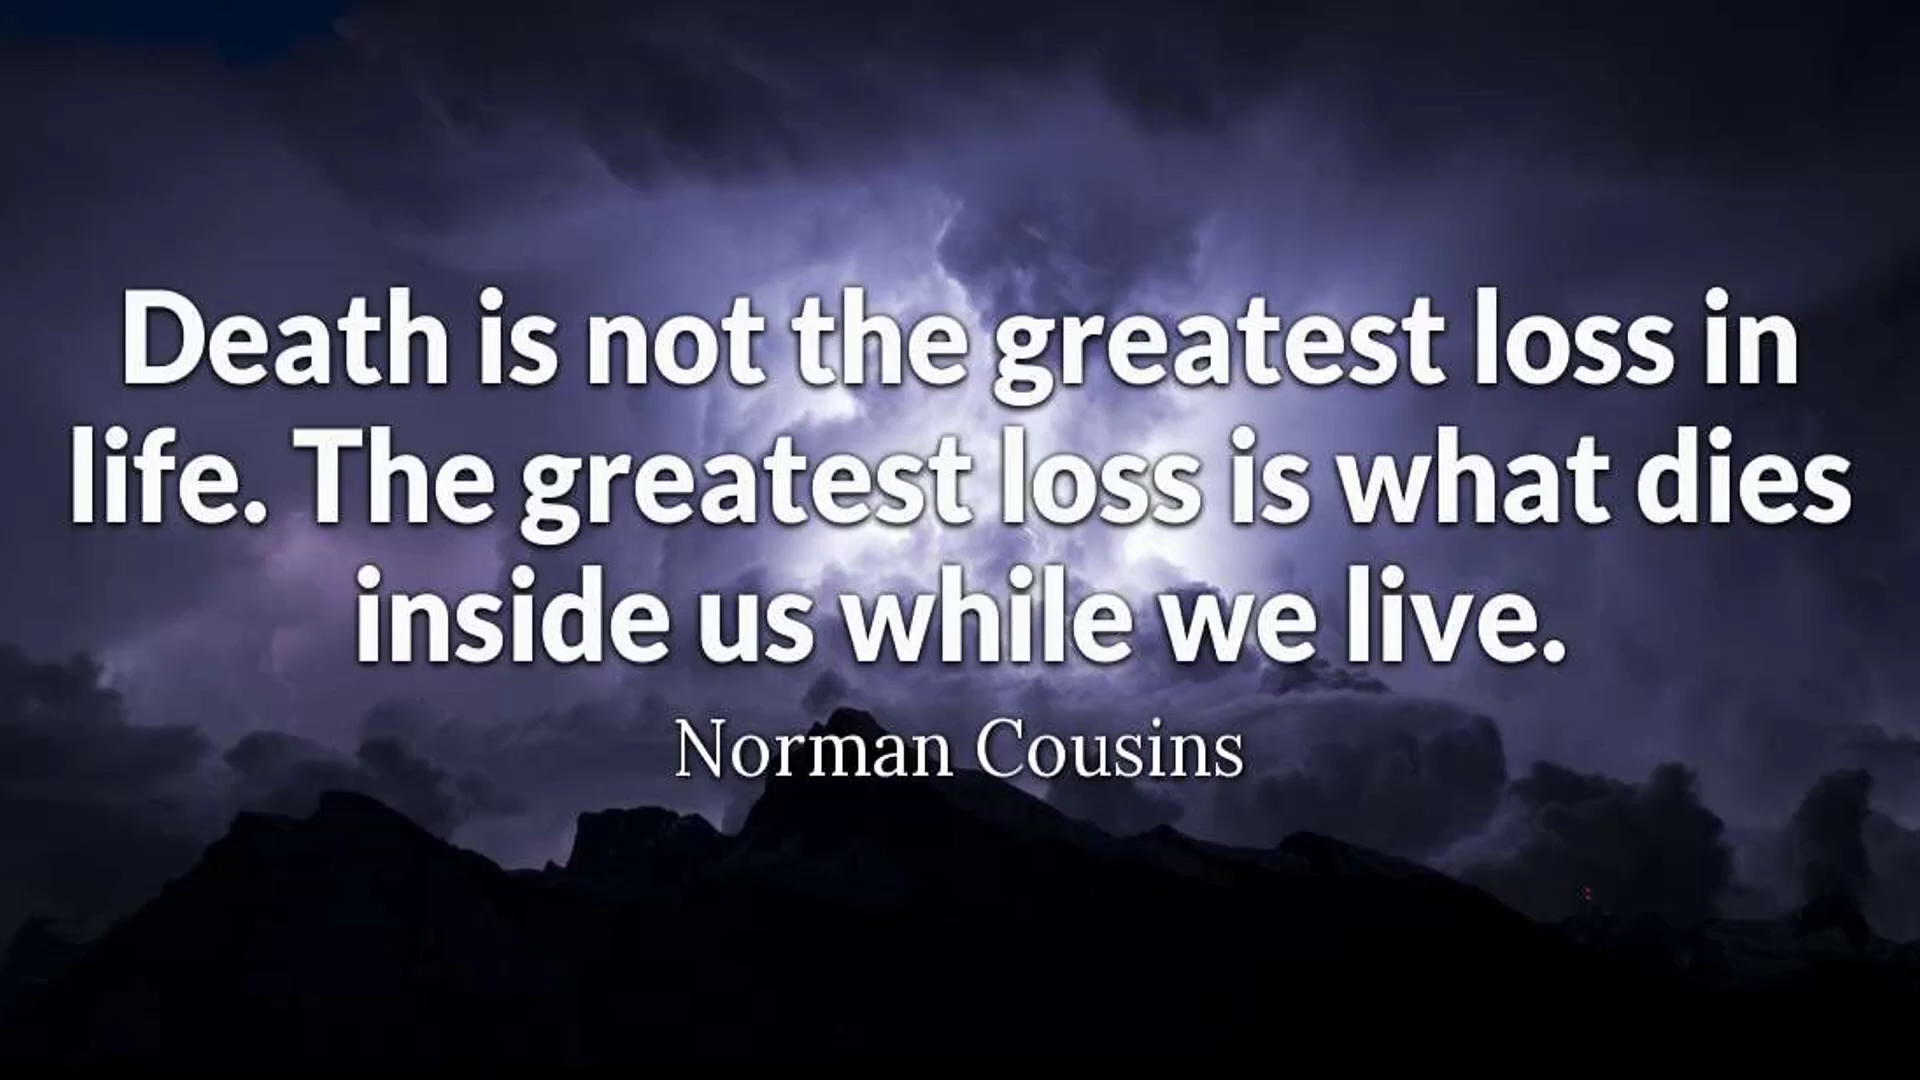 Death is not the greatest loss in
life. The greatest loss is what dies
inside us while we live.
Norman Cousins